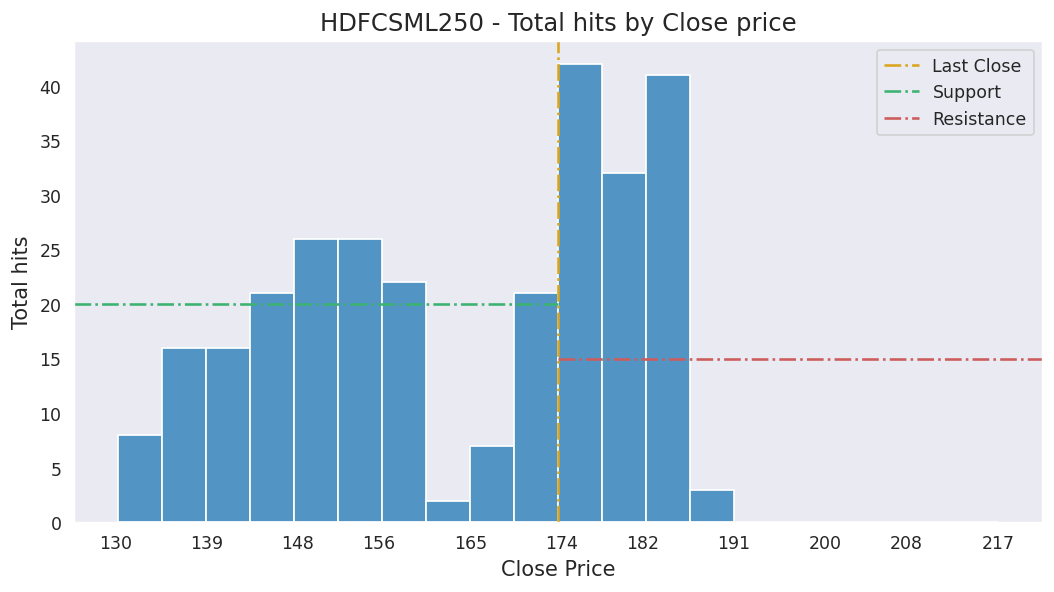 HDFCSML250 - Total hits by Close price
Last Close
Support
Resistance
Total hits
40
35
30
25
20
15
10
5
0
130 139 148 156 165 174 182 191 200 208 217
Close Price